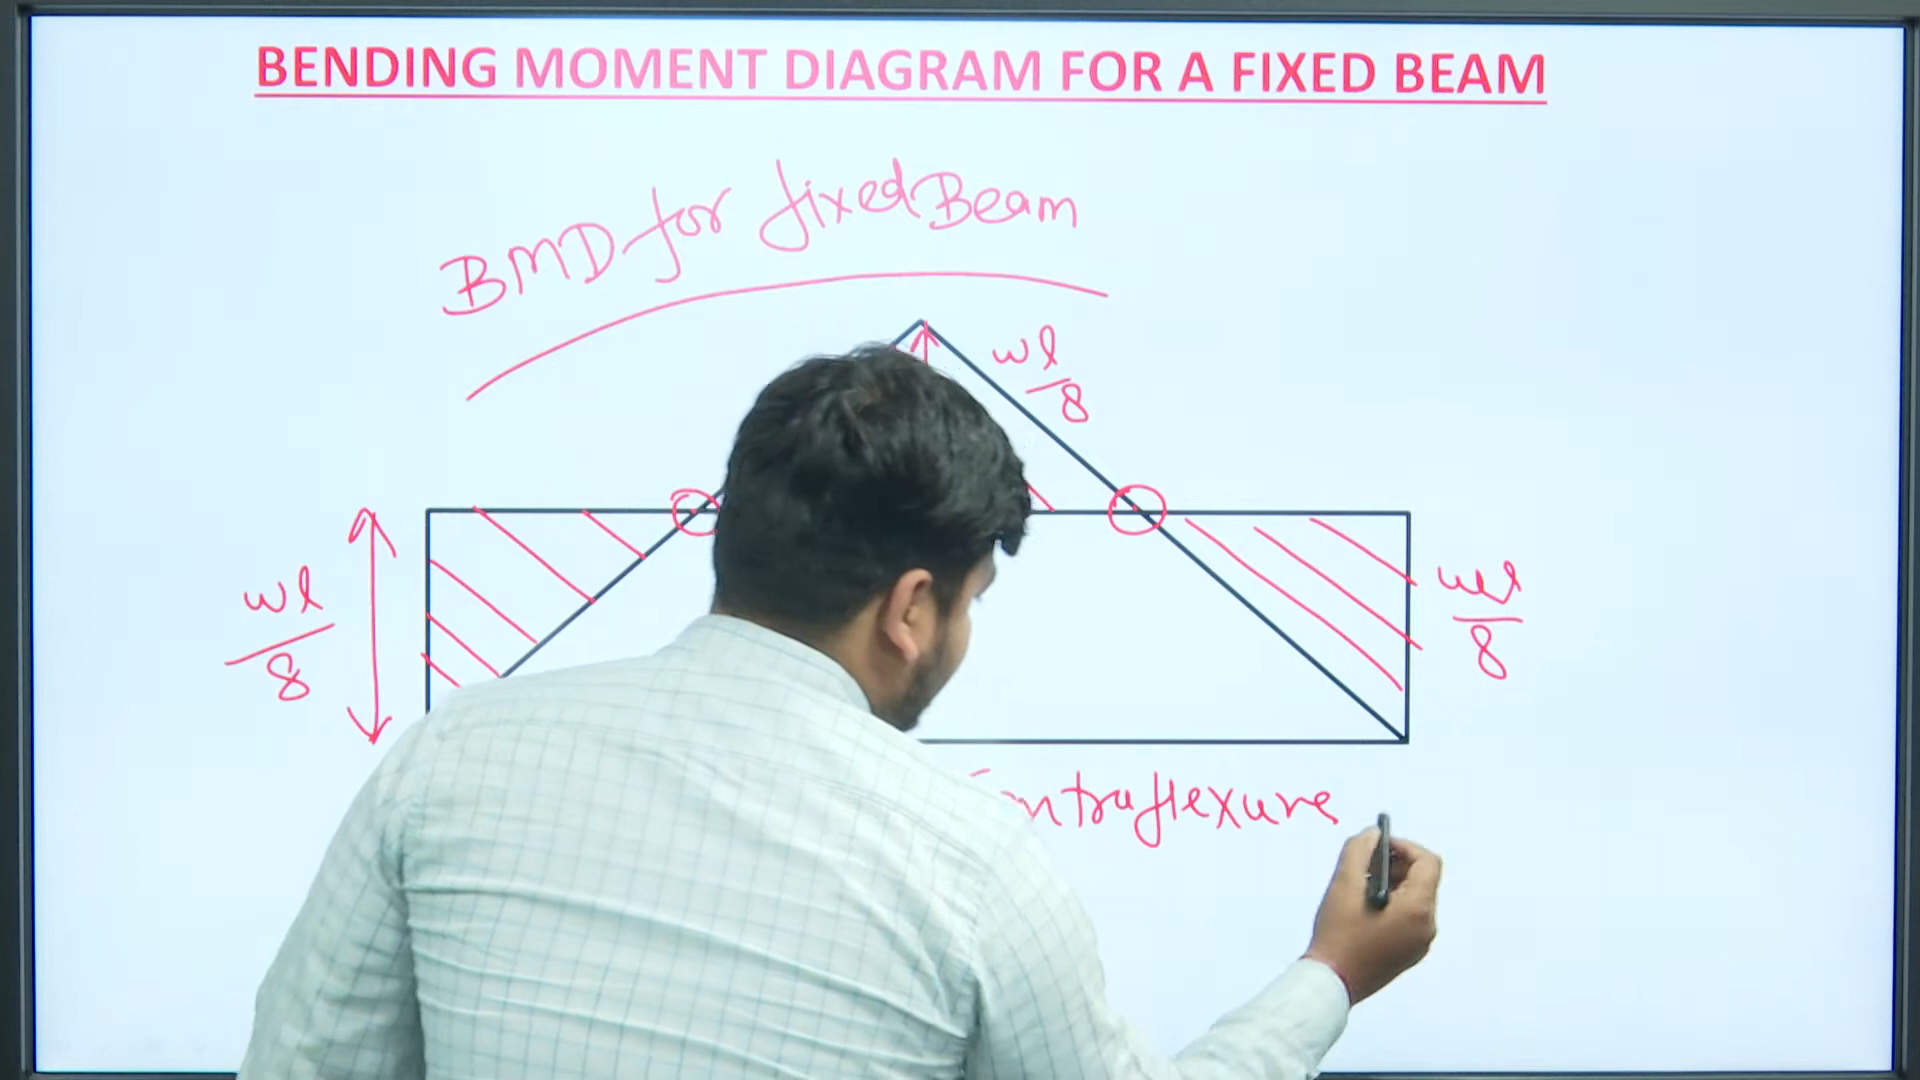 BENDING MOMENT DIAGRAM FOR A FIXED BEAM
BMD for fixed Beam
wl
8
wl
8
wl
8
ntraflexure